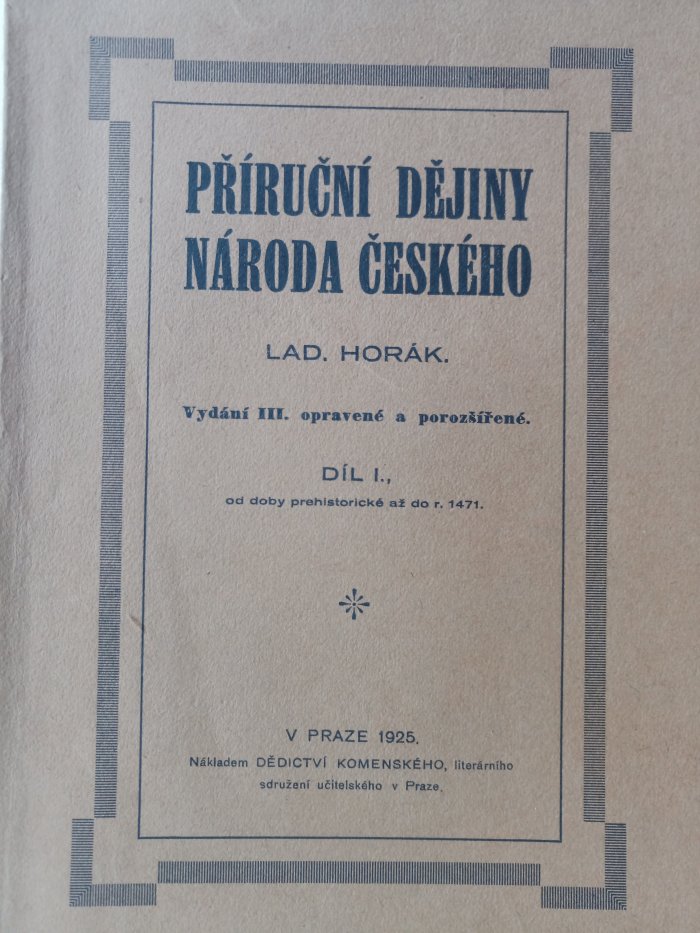 PŘÍRUČNÍ DĚJINY
NÁRODA ČESKÉHO
LAD. HORÁK.
Vydání III. opravené a porozšířené.
DÍL I.,
od doby prehistorické až do r. 1471.
V PRAZE 1925.
Nákladem DĚDICTVÍ KOMENSKÉHO, literárního
sdružení učitelského v Praze.